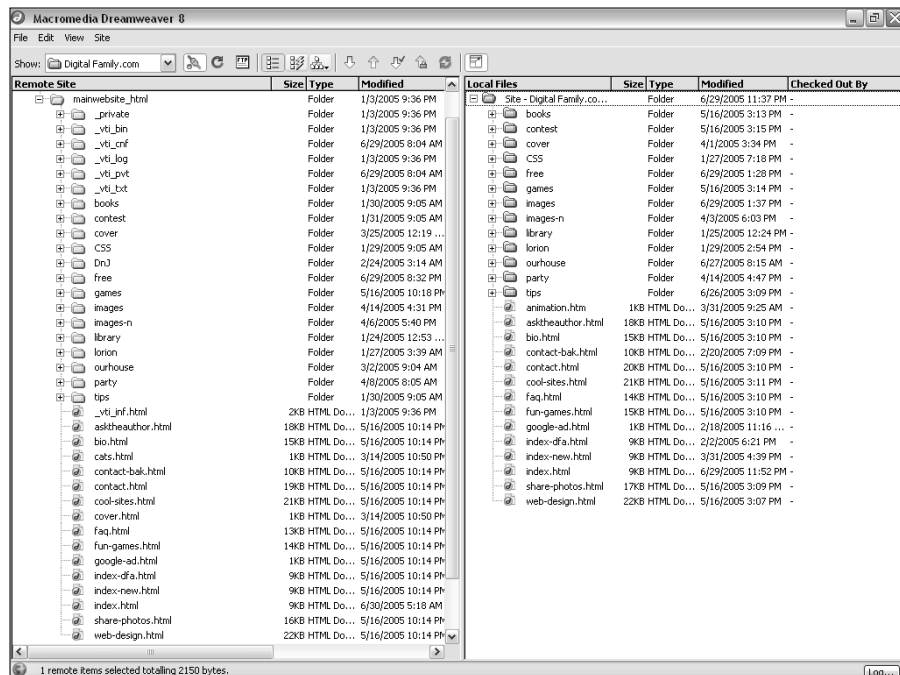 Macromedia Dreamweaver 8
File Edit View Site
Show: Digital Family.com
Remote Site Size Type Modified
mainwebsite_html Folder 1/3/2005 9:36 PM
_private Folder 1/3/2005 9:36 PM
_vti_bin Folder 1/3/2005 9:36 PM
_vti_cnf Folder 6/29/2005 8:04 AM
_vti_log Folder 1/3/2005 9:36 PM
_vti_pvt Folder 6/29/2005 8:04 AM
_vti_txt Folder 1/3/2005 9:36 PM
books Folder 1/30/2005 9:05 AM
contest Folder 1/31/2005 9:05 AM
cover Folder 3/25/2005 12:19 ...
CSS Folder 1/29/2005 9:05 AM
DnJ Folder 2/24/2005 3:14 AM
free Folder 6/29/2005 8:32 PM
games Folder 5/16/2005 10:18 PM
images Folder 4/14/2005 4:31 PM
images-n Folder 4/6/2005 5:40 PM
library Folder 1/24/2005 12:53 ...
lorion Folder 1/27/2005 3:39 AM
ourhouse Folder 3/2/2005 9:04 AM
party Folder 4/8/2005 8:05 AM
tips Folder 1/30/2005 9:05 AM
_vti_inf.html 2KB HTML Do... 1/3/2005 9:36 PM
asktheauthor.html 18KB HTML Do... 5/16/2005 10:14 PM
bio.html 15KB HTML Do... 5/16/2005 10:14 PM
cats.html 1KB HTML Do... 3/14/2005 10:50 PM
contact-bak.html 10KB HTML Do... 5/16/2005 10:14 PM
contact.html 19KB HTML Do... 5/16/2005 10:14 PM
cool-sites.html 21KB HTML Do... 5/16/2005 10:14 PM
cover.html 1KB HTML Do... 3/14/2005 10:50 PM
faq.html 13KB HTML Do... 5/16/2005 10:14 PM
fun-games.html 14KB HTML Do... 5/16/2005 10:14 PM
google-ad.html 1KB HTML Do... 5/16/2005 10:14 PM
index-dfa.html 9KB HTML Do... 5/16/2005 10:14 PM
index-new.html 9KB HTML Do... 5/16/2005 10:14 PM
index.html 9KB HTML Do... 6/30/2005 5:18 AM
share-photos.html 16KB HTML Do... 5/16/2005 10:14 PM
web-design.html 22KB HTML Do... 5/16/2005 10:14 PM
Local Files Size Type Modified Checked Out By
Site - Digital Family.co... Folder 6/29/2005 11:37 PM -
books Folder 5/16/2005 3:13 PM -
contest Folder 5/16/2005 3:15 PM -
cover Folder 4/1/2005 3:34 PM -
CSS Folder 1/27/2005 7:18 PM -
free Folder 6/29/2005 1:28 PM -
games Folder 5/16/2005 3:14 PM -
images Folder 6/29/2005 1:37 PM -
images-n Folder 4/3/2005 6:03 PM -
library Folder 1/25/2005 12:24 PM -
lorion Folder 1/29/2005 2:54 PM -
ourhouse Folder 6/27/2005 8:15 AM -
party Folder 4/14/2005 4:47 PM -
tips Folder 6/26/2005 3:09 PM -
animation.htm 1KB HTML Do... 3/31/2005 9:25 AM -
asktheauthor.html 18KB HTML Do... 5/16/2005 3:10 PM -
bio.html 15KB HTML Do... 5/16/2005 3:10 PM -
contact-bak.html 10KB HTML Do... 2/20/2005 7:09 PM -
contact.html 20KB HTML Do... 5/16/2005 3:10 PM -
cool-sites.html 21KB HTML Do... 5/16/2005 3:11 PM -
faq.html 14KB HTML Do... 5/16/2005 3:10 PM -
fun-games.html 15KB HTML Do... 5/16/2005 3:10 PM -
google-ad.html 1KB HTML Do... 2/18/2005 11:16 ... -
index-dfa.html 9KB HTML Do... 2/2/2005 6:21 PM -
index-new.html 9KB HTML Do... 3/31/2005 4:39 PM -
index.html 9KB HTML Do... 6/29/2005 11:52 PM -
share-photos.html 17KB HTML Do... 5/16/2005 3:09 PM -
web-design.html 22KB HTML Do... 5/16/2005 3:07 PM -
1 remote items selected totalling 2150 bytes.
Log...